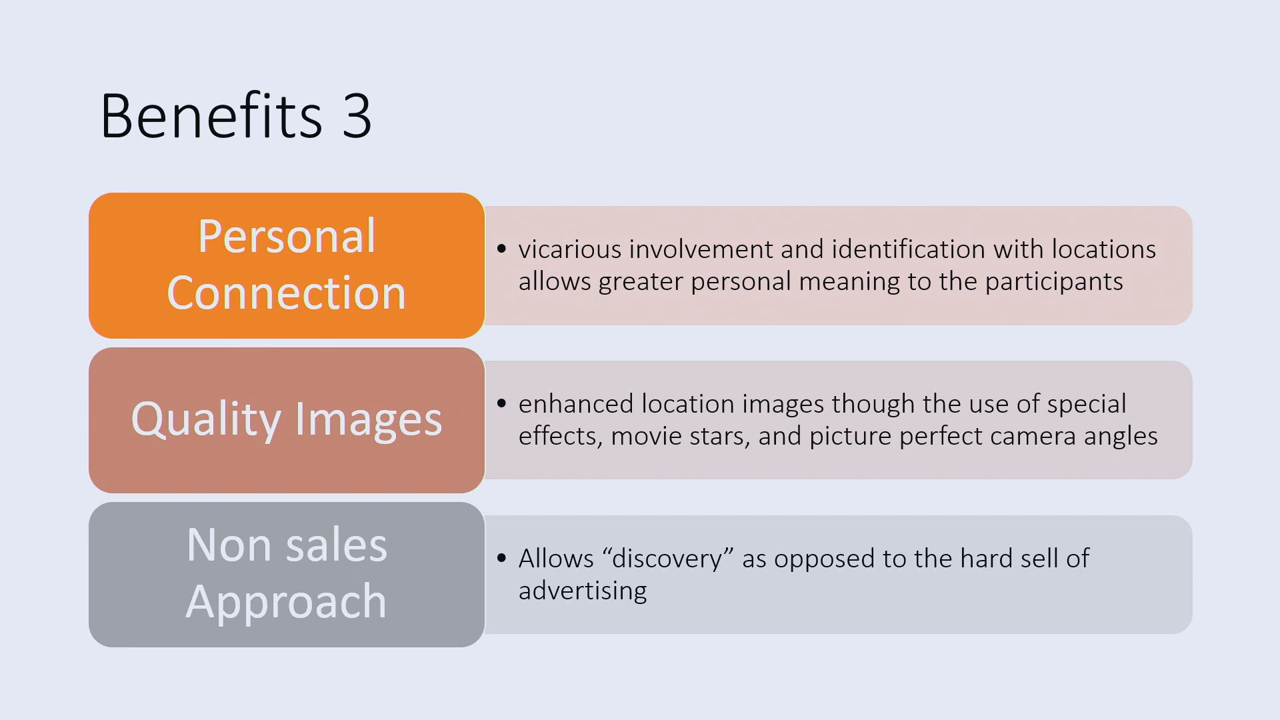 Benefits 3
Personal
Connection
• vicarious involvement and identification with locations
allows greater personal meaning to the participants
Quality Images
• enhanced location images though the use of special
effects, movie stars, and picture perfect camera angles
Non sales
Approach
• Allows “discovery” as opposed to the hard sell of
advertising